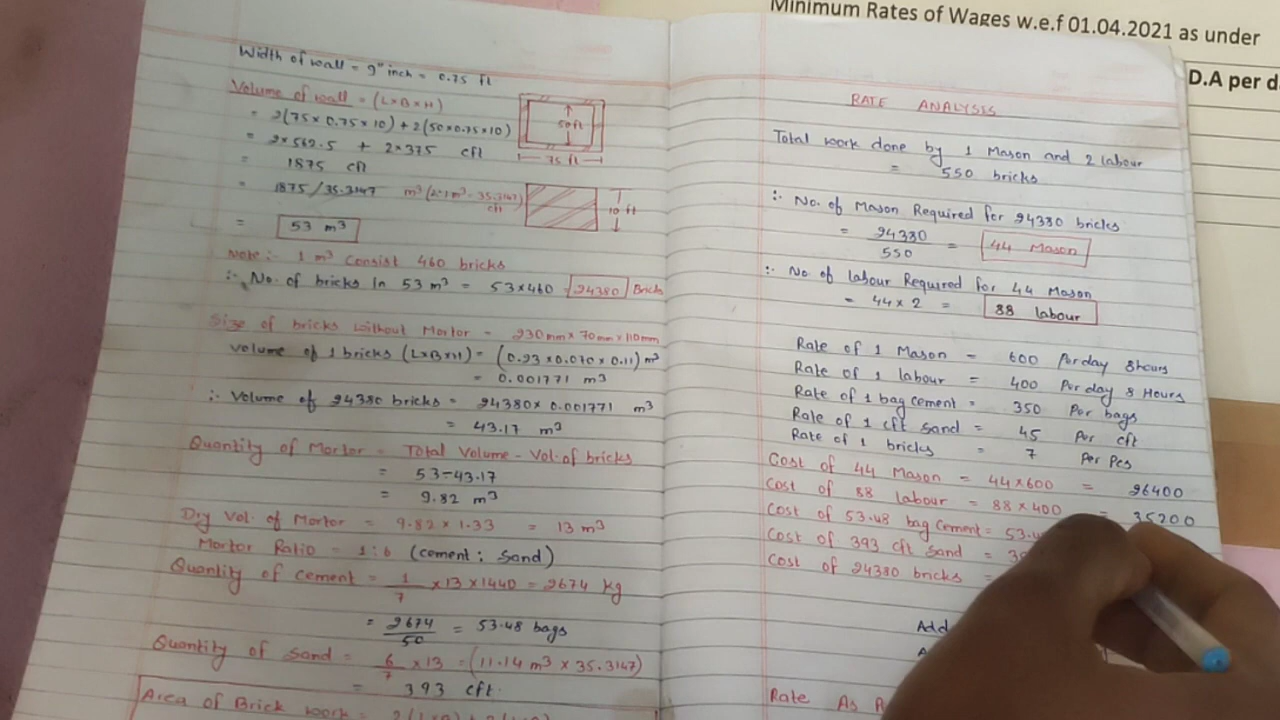 Minimum Rates of Wages w.e.f 01.04.2021 as under
D.A per d
Width of wall = 9" inch = 0.75 ft
Volume of wall = (L×B×H)
= 2(75 × 0.75 × 10) + 2(50×0.75×10)
= 2×562.5 + 2×375 cft
= 1875 cft
= 1875/35.3147 m³ (∵ 1m³ = 35.3147) cft
= 53 m³
50 ft
75 ft
10 ft
Note :- 1 m³ Consist 460 bricks
∴ No. of bricks in 53 m³ = 53×460 = 24380 Bricks
Size of bricks without Mortor = 230mm × 70mm × 110mm
Volume of 1 bricks (L×B×H) = (0.23 × 0.070 × 0.11) m³
= 0.001771 m³
∴ Volume of 24380 bricks = 24380 × 0.001771 m³
= 43.17 m³
Quantity of Mortor = Total Volume - Vol. of bricks
= 53-43.17
= 9.82 m³
Dry Vol. of Mortor = 9.82 × 1.33 = 13 m³
Mortor Ratio = 1:6 (cement : Sand)
Quantity of Cement = 1/7 × 13 × 1440 = 2674 kg
= 2674/50 = 53.48 bags
Quantity of Sand = 6/7 × 13 = (11.14 m³ × 35.3147)
= 393 cft.
Area of Brick work =
RATE ANALYSIS
Total work done by 1 Mason and 2 labour
= 550 bricks
∴ No. of Mason Required for 24380 bricks
= 24380/550 = 44 Mason
∴ No of labour Required for 44 Mason
= 44 × 2 = 88 labour
Rate of 1 Mason = 600 Per day 8hours
Rate of 1 labour = 400 Per day 8 Hours
Rate of 1 bag cement = 350 Per bags
Rate of 1 cft sand = 45 Per cft
Rate of 1 bricks = 7 Per Pcs
Cost of 44 Mason = 44×600 = 26400
Cost of 88 labour = 88 × 400 = 35200
Cost of 53.48 bag cement = 53.4
Cost of 393 cft sand = 39
Cost of 24380 bricks =
Add
Rate As